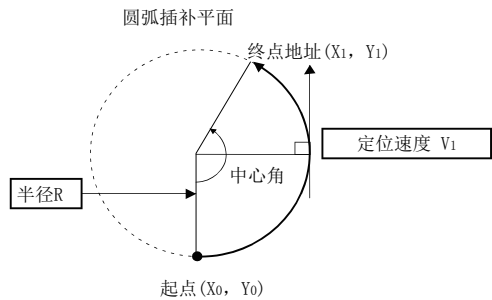 圆弧插补平面
终点地址(X1, Y1)
定位速度 V1
中心角
半径R
起点(X0, Y0)